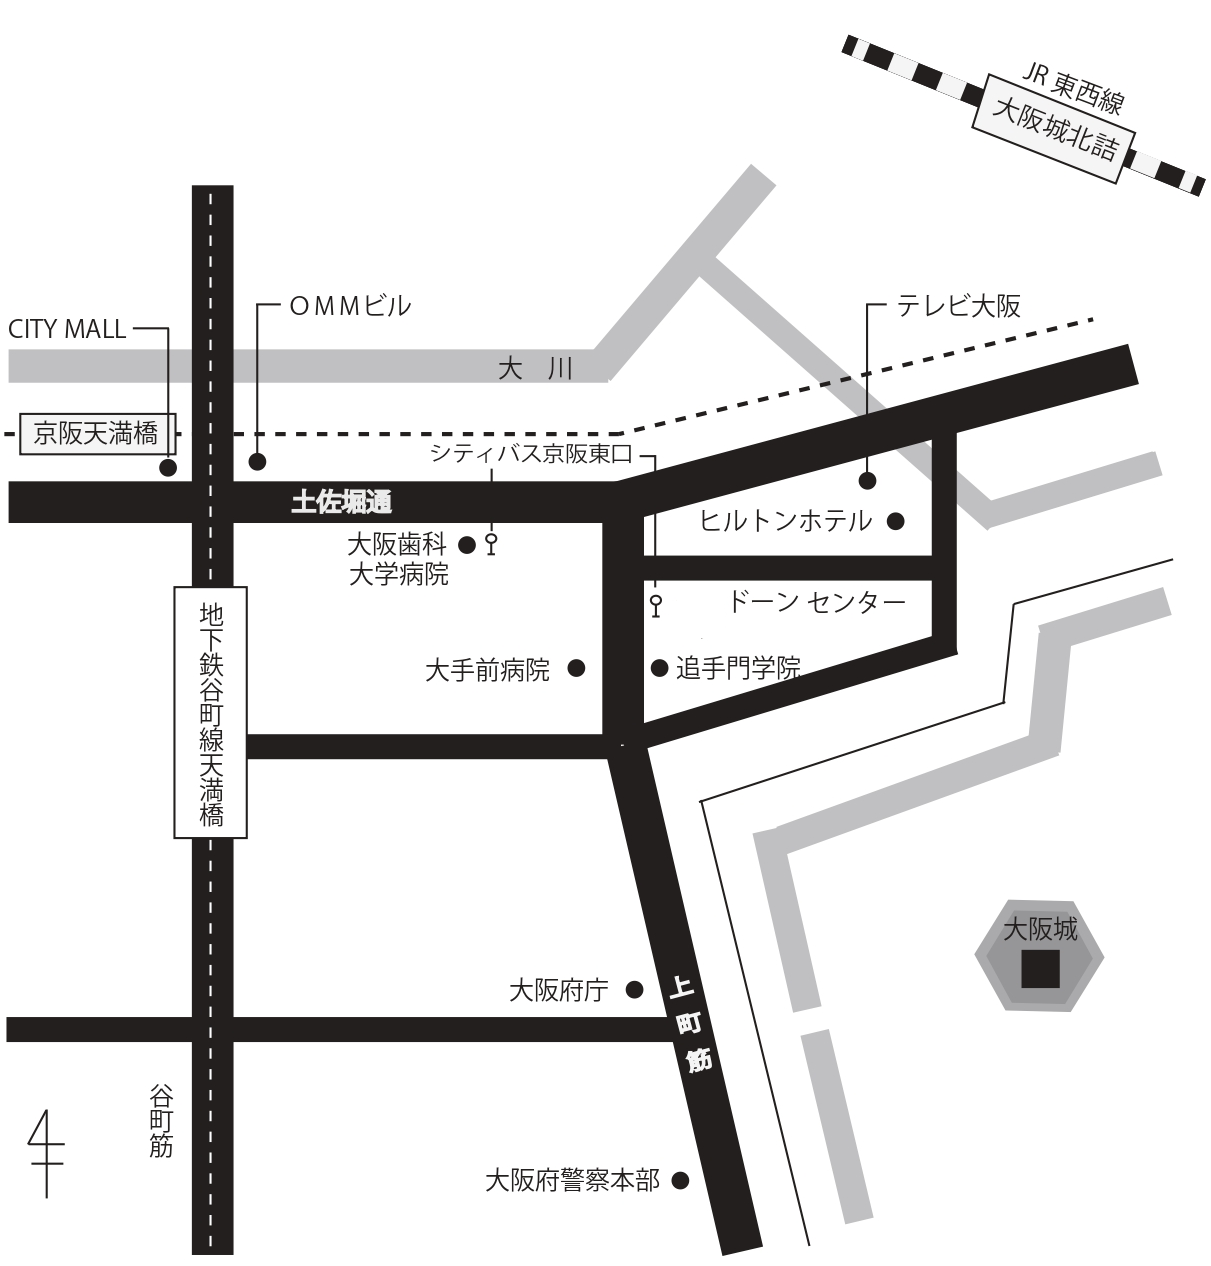 JR 東西線
大阪城北詰
OMMビル
テレビ大阪
CITY MALL
大 川
京阪天満橋
シティバス京阪東口
土佐堀通
ヒルトンホテル
大阪歯科
大学病院
ドーン センター
地下鉄谷町線天満橋
大手前病院
追手門学院
大阪城
大阪府庁
上町筋
谷町筋
大阪府警察本部